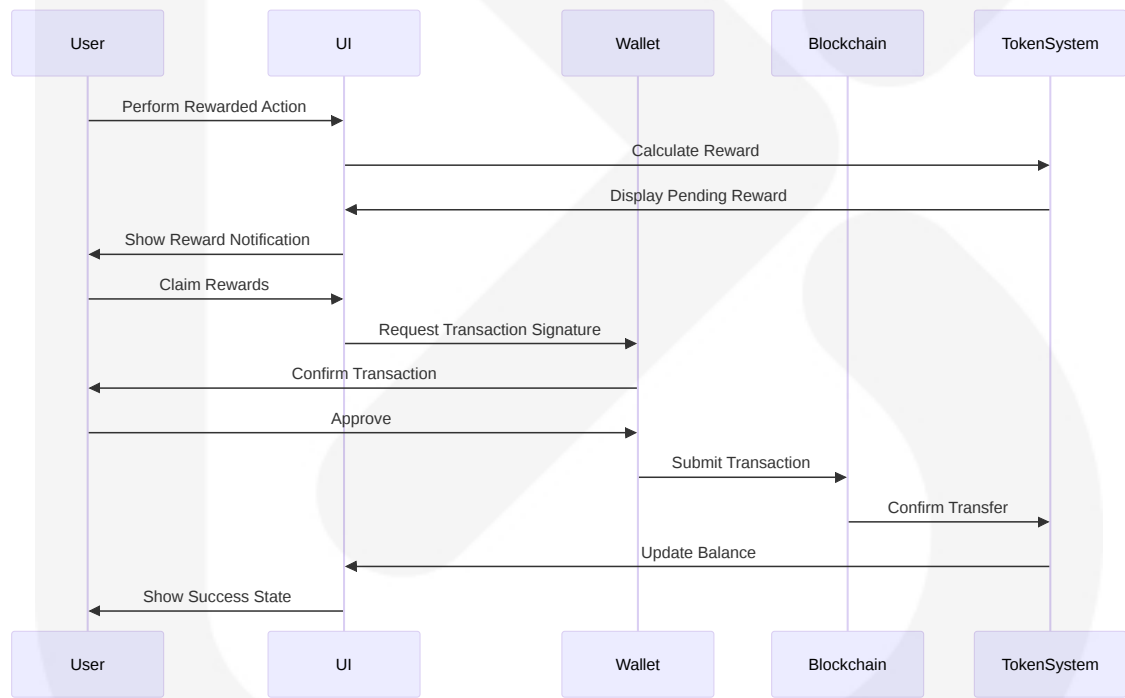 User
UI
Wallet
Blockchain
TokenSystem
Perform Rewarded Action
Calculate Reward
Display Pending Reward
Show Reward Notification
Claim Rewards
Request Transaction Signature
Confirm Transaction
Approve
Submit Transaction
Confirm Transfer
Update Balance
Show Success State
User
UI
Wallet
Blockchain
TokenSystem